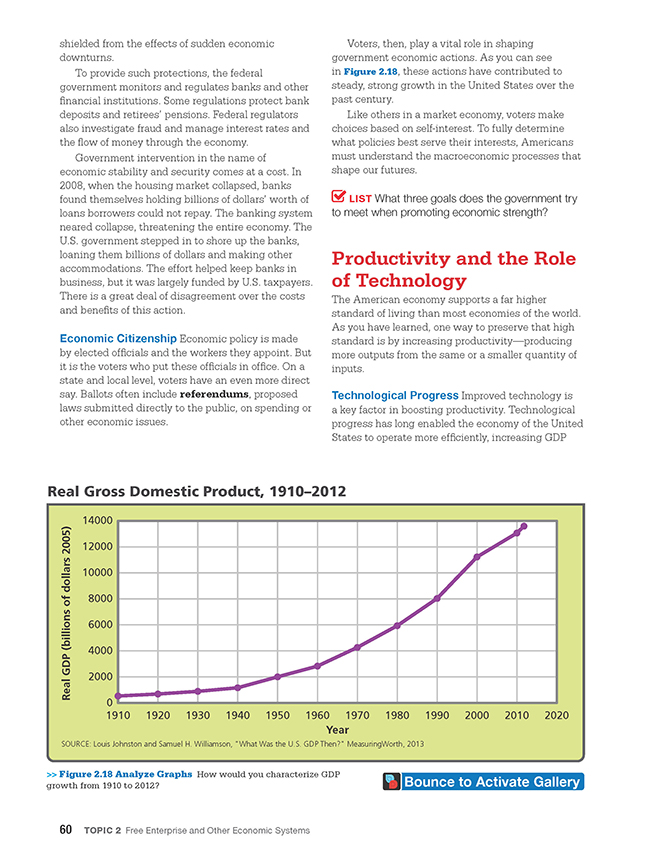 shielded from the effects of sudden economic
downturns.
To provide such protections, the federal
government monitors and regulates banks and other
financial institutions. Some regulations protect bank
deposits and retirees' pensions. Federal regulators
also investigate fraud and manage interest rates and
the flow of money through the economy.
Government intervention in the name of
economic stability and security comes at a cost. In
2008, when the housing market collapsed, banks
found themselves holding billions of dollars' worth of
loans borrowers could not repay. The banking system
neared collapse, threatening the entire economy. The
U.S. government stepped in to shore up the banks,
loaning them billions of dollars and making other
accommodations. The effort helped keep banks in
business, but it was largely funded by U.S. taxpayers.
There is a great deal of disagreement over the costs
and benefits of this action.
Economic Citizenship Economic policy is made
by elected officials and the workers they appoint. But
it is the voters who put these officials in office. On a
state and local level, voters have an even more direct
say. Ballots often include referendums, proposed
laws submitted directly to the public, on spending or
other economic issues.
Voters, then, play a vital role in shaping
government economic actions. As you can see
in Figure 2.18, these actions have contributed to
steady, strong growth in the United States over the
past century.
Like others in a market economy, voters make
choices based on self-interest. To fully determine
what policies best serve their interests, Americans
must understand the macroeconomic processes that
shape our futures.
LIST What three goals does the government try
to meet when promoting economic strength?
Productivity and the Role
of Technology
The American economy supports a far higher
standard of living than most economies of the world.
As you have learned, one way to preserve that high
standard is by increasing productivity—producing
more outputs from the same or a smaller quantity of
inputs.
Technological Progress Improved technology is
a key factor in boosting productivity. Technological
progress has long enabled the economy of the United
States to operate more efficiently, increasing GDP
Real Gross Domestic Product, 1910–2012
Real GDP (billions of dollars 2005)
14000
12000
10000
8000
6000
4000
2000
0
1910 1920 1930 1940 1950 1960 1970 1980 1990 2000 2010 2020
Year
SOURCE: Louis Johnston and Samuel H. Williamson, "What Was the U.S. GDP Then?" MeasuringWorth, 2013
>> Figure 2.18 Analyze Graphs How would you characterize GDP
growth from 1910 to 2012?
Bounce to Activate Gallery
60 TOPIC 2 Free Enterprise and Other Economic Systems